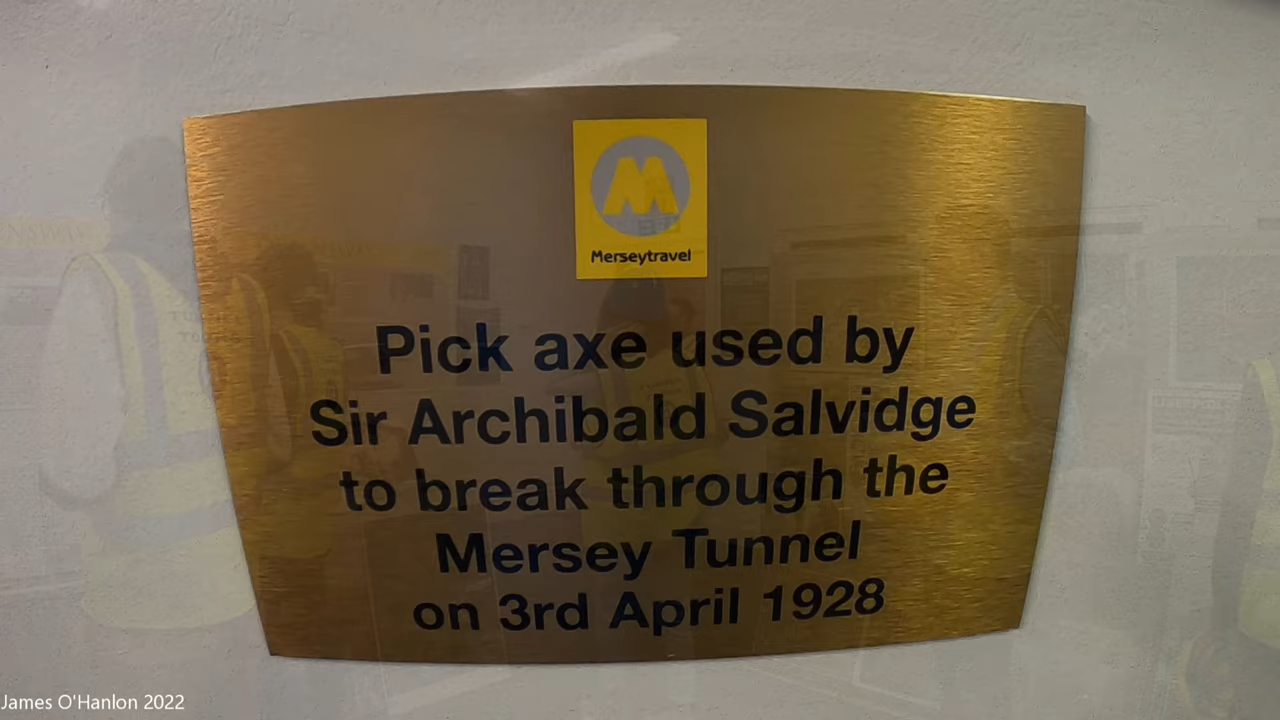 Merseytravel
Pick axe used by
Sir Archibald Salvidge
to break through the
Mersey Tunnel
on 3rd April 1928
James O'Hanlon 2022